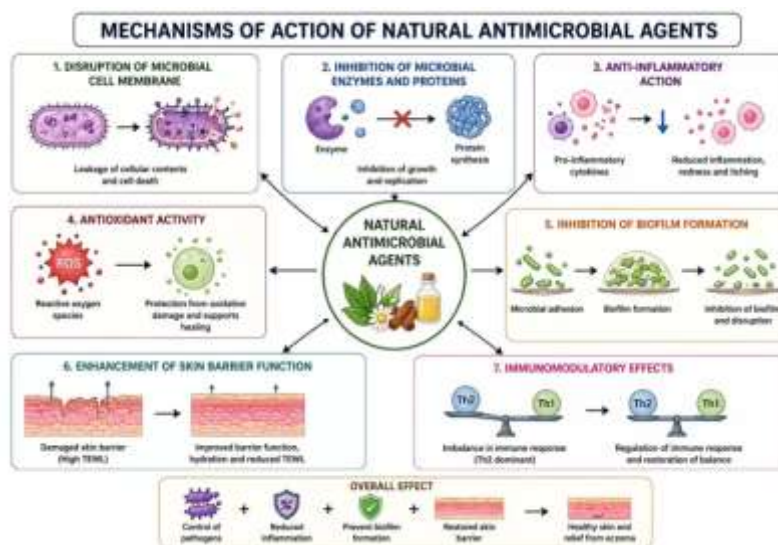 MECHANISMS OF ACTION OF NATURAL ANTIMICROBIAL AGENTS
1. DISRUPTION OF MICROBIAL
CELL MEMBRANE
Leakage of cellular contents
and cell death
2. INHIBITION OF MICROBIAL
ENZYMES AND PROTEINS
Enzyme
Protein
synthesis
Inhibition of growth
and replication
3. ANTI-INFLAMMATORY
ACTION
Pro-inflammatory
cytokines
Reduced inflammation,
redness and itching
4. ANTIOXIDANT ACTIVITY
ROS
Reactive oxygen
species
Protection from oxidative
damage and supports
healing
NATURAL
ANTIMICROBIAL
AGENTS
5. INHIBITION OF BIOFILM FORMATION
Microbial adhesion
Biofilm formation
Inhibition of biofilm
and disruption
6. ENHANCEMENT OF SKIN BARRIER FUNCTION
Damaged skin barrier
(High TEWL)
Improved barrier function,
hydration and reduced TEWL
7. IMMUNOMODULATORY EFFECTS
Th2
Th1
Th2
Th1
Imbalance in immune response
(Th2 dominant)
Regulation of immune response
and restoration of balance
OVERALL EFFECT
Control of
pathogens
+
Reduced
inflammation
+
Prevent biofilm
formation
+
Restored skin
barrier
Healthy skin and
relief from eczema